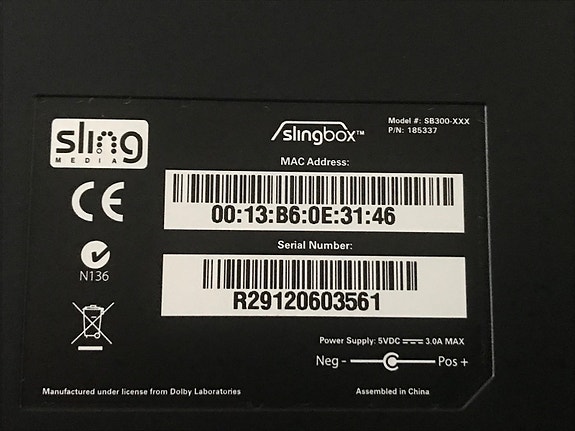 sling
MEDIA
slingbox™
Model #: SB300-XXX
P/N: 185337
MAC Address:
00:13:B6:0E:31:46
CE
N136
Serial Number:
R29120603561
Power Supply: 5VDC ⎓ 3.0A MAX
Neg - Pos +
Manufactured under license from Dolby Laboratories
Assembled in China